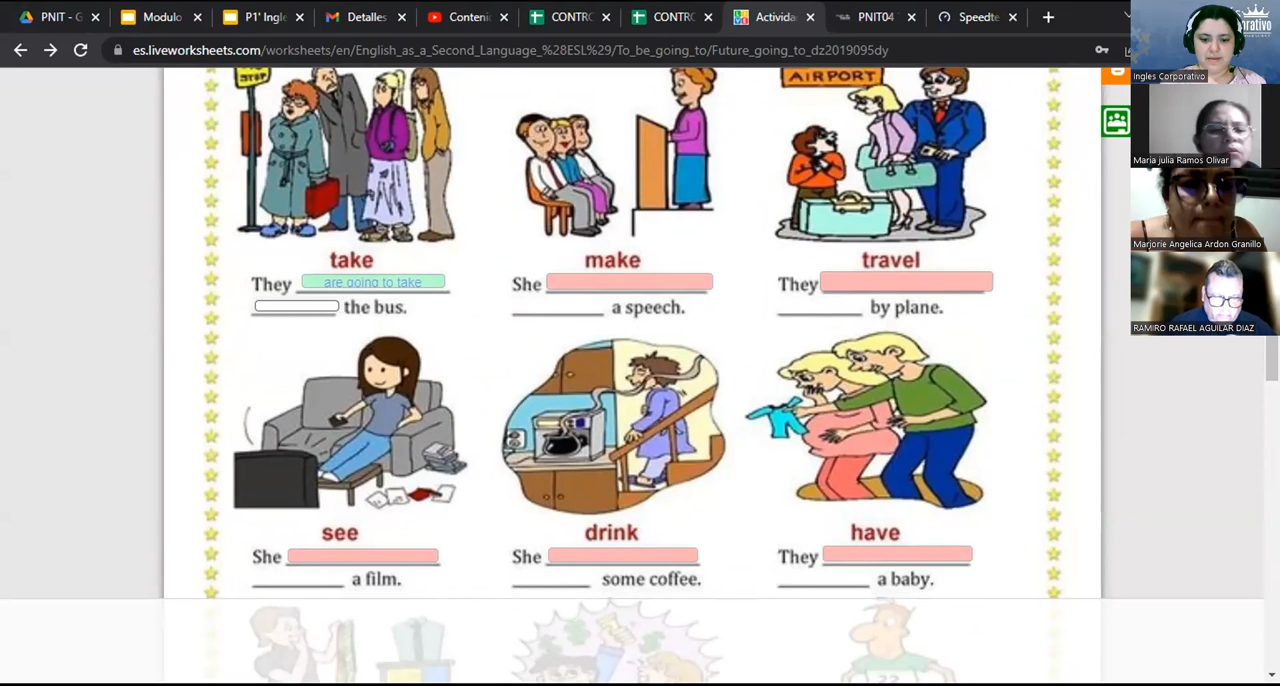 PNIT - G
Modulo
P1' Ingle
Detalles
Conteni
CONTRO
CONTRO
Activida
PNIT04
Speedte
es.liveworksheets.com/worksheets/en/English_as_a_Second_Language_%28ESL%29/To_be_going_to/Future_going_to_dz2019095dy
Ingles Corporativo
Maria julia Ramos Olivar
Marjorie Angelica Ardon Granillo
RAMIRO RAFAEL AGUILAR DIAZ
STOP
AIRPORT
take
make
travel
They are going to take
She
They
the bus.
a speech.
by plane.
see
drink
have
She
She
They
a film.
some coffee.
a baby.